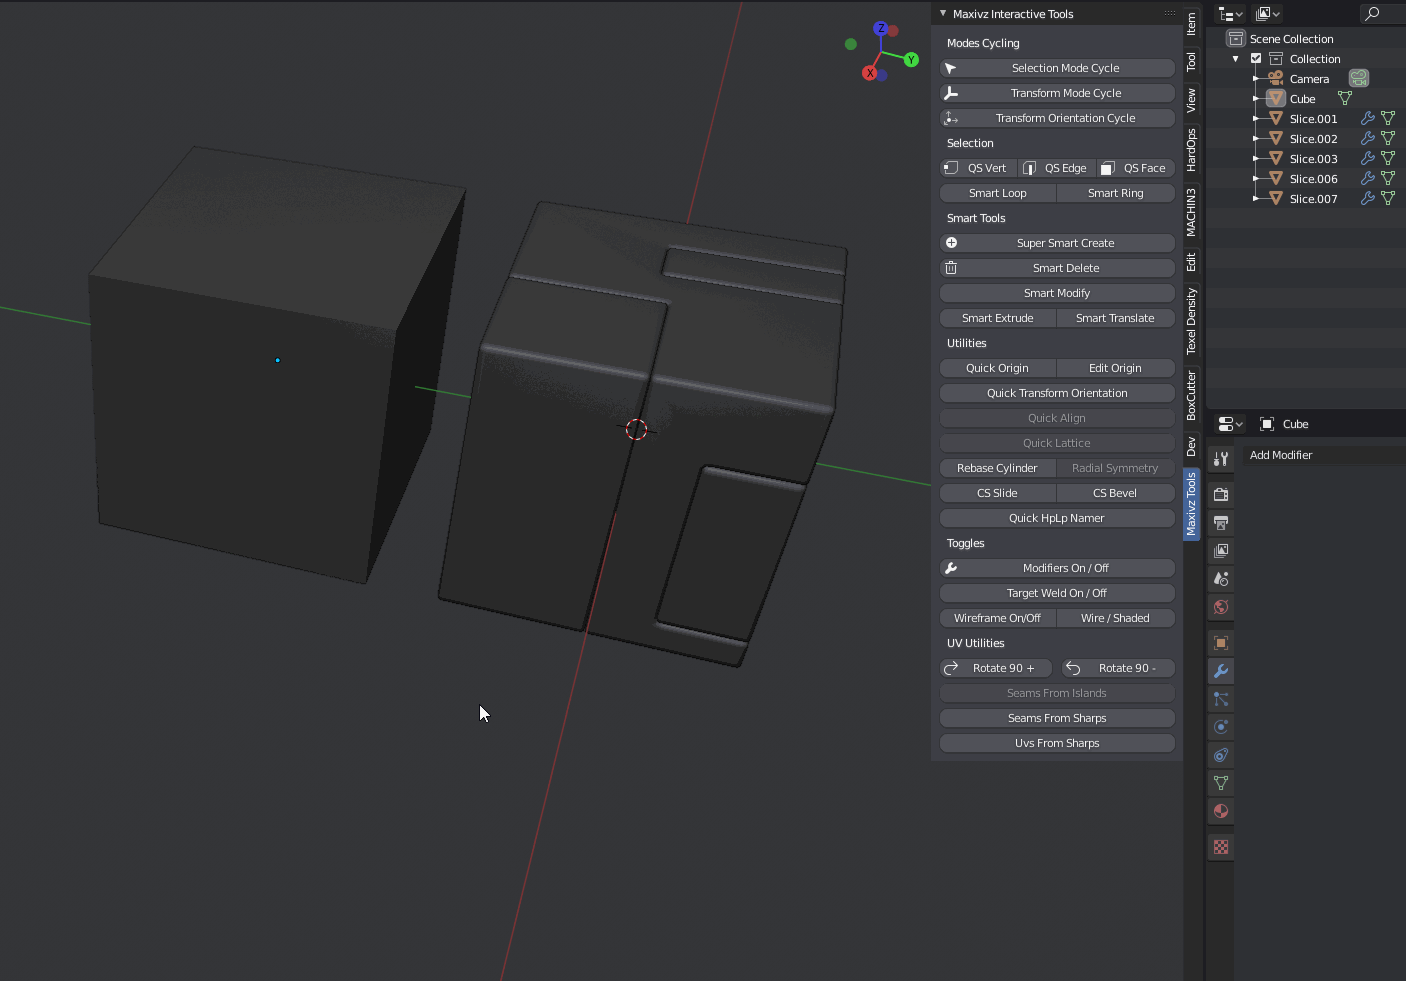 Z
Y
X
Maxivz Interactive Tools
Modes Cycling
Selection Mode Cycle
Transform Mode Cycle
Transform Orientation Cycle
Selection
QS Vert QS Edge QS Face
Smart Loop Smart Ring
Smart Tools
Super Smart Create
Smart Delete
Smart Modify
Smart Extrude Smart Translate
Utilities
Quick Origin Edit Origin
Quick Transform Orientation
Quick Align
Quick Lattice
Rebase Cylinder Radial Symmetry
CS Slide CS Bevel
Quick HpLp Namer
Toggles
Modifiers On / Off
Target Weld On / Off
Wireframe On/Off Wire / Shaded
UV Utilities
Rotate 90 + Rotate 90 -
Seams From Islands
Seams From Sharps
Uvs From Sharps
Item
Tool
View
HardOps
MACHIN3
Edit
Texel Density
BoxCutter
Dev
Maxivz Tools
Scene Collection
Collection
Camera
Cube
Slice.001
Slice.002
Slice.003
Slice.006
Slice.007
Cube
Add Modifier